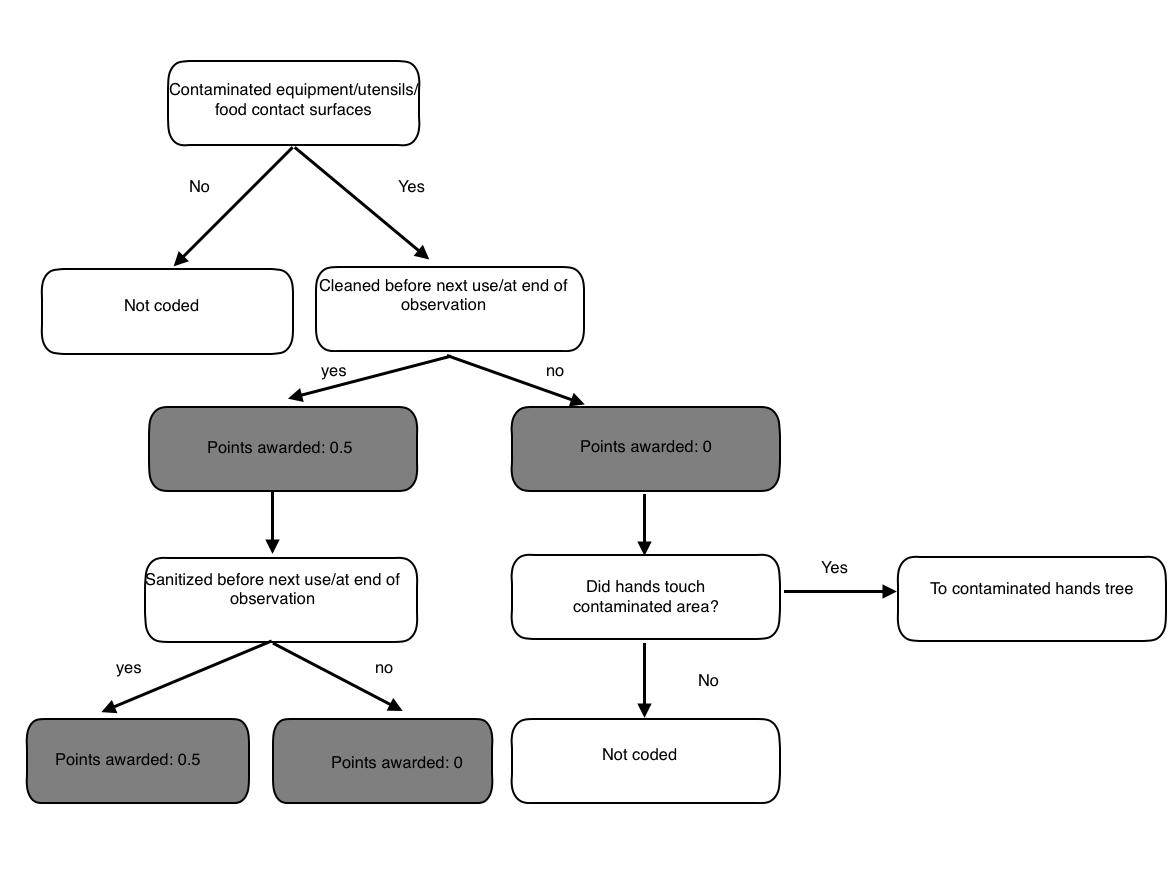 Contaminated equipment/utensils/
food contact surfaces
No
Yes
Not coded
Cleaned before next use/at end of
observation
yes
no
Points awarded: 0.5
Points awarded: 0
Sanitized before next use/at end of
observation
Did hands touch
contaminated area?
Yes
To contaminated hands tree
yes
no
No
Points awarded: 0.5
Points awarded: 0
Not coded